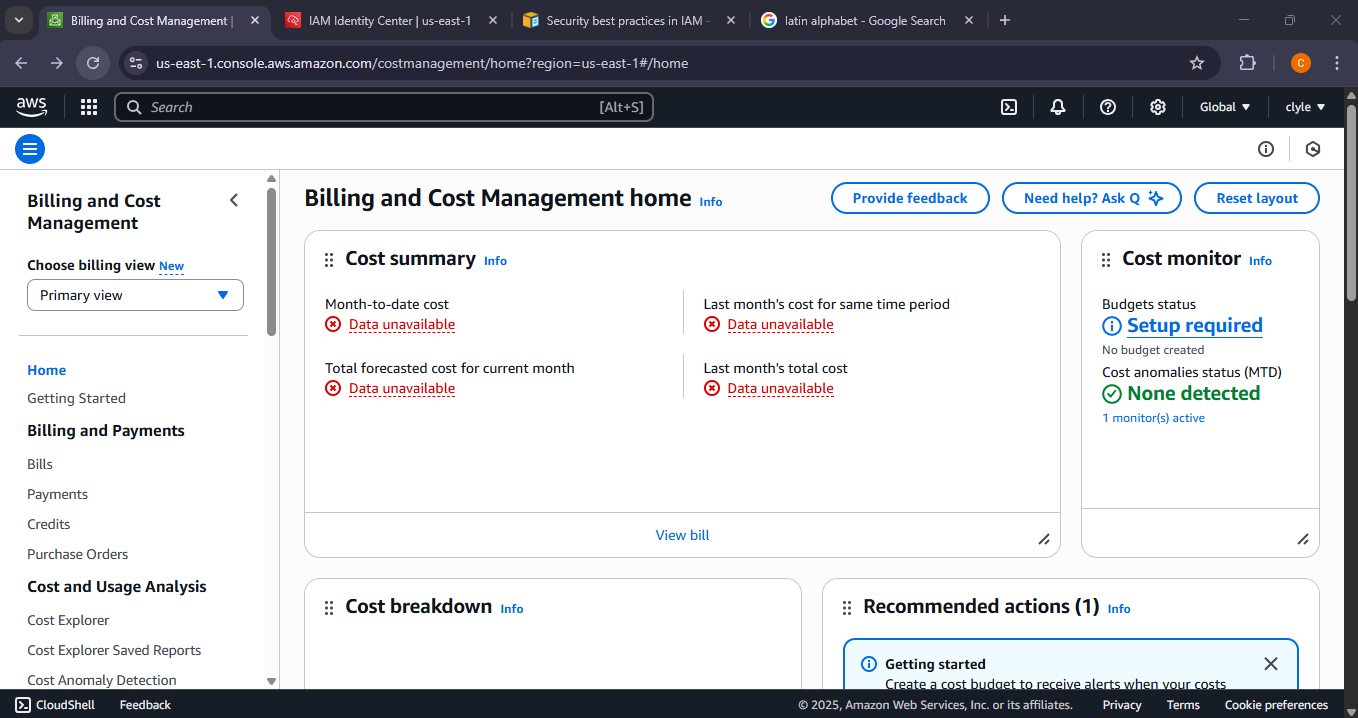 Billing and Cost Management |
IAM Identity Center | us-east-1
Security best practices in IAM -
latin alphabet - Google Search
us-east-1.console.aws.amazon.com/costmanagement/home?region=us-east-1#/home
C
aws
Search
[Alt+S]
Global
clyle
Billing and Cost
Management
Choose billing view New
Primary view
Home
Getting Started
Billing and Payments
Bills
Payments
Credits
Purchase Orders
Cost and Usage Analysis
Cost Explorer
Cost Explorer Saved Reports
Cost Anomaly Detection
Billing and Cost Management home Info
Provide feedback
Need help? Ask Q
Reset layout
Cost summary Info
Month-to-date cost
Data unavailable
Last month's cost for same time period
Data unavailable
Total forecasted cost for current month
Data unavailable
Last month's total cost
Data unavailable
View bill
Cost monitor Info
Budgets status
Setup required
No budget created
Cost anomalies status (MTD)
None detected
1 monitor(s) active
Cost breakdown Info
Recommended actions (1) Info
Getting started
Create a cost budget to receive alerts when your costs
CloudShell
Feedback
© 2025, Amazon Web Services, Inc. or its affiliates.
Privacy
Terms
Cookie preferences